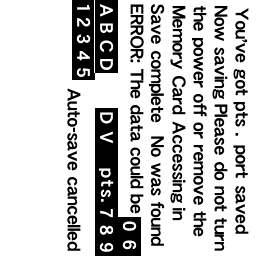 You've got pts . port saved
Now saving Please do not turn
the power off or remove the
Memory Card Accessing in
Save complete No was found
ERROR: The data could be 0 6
A B C D D V pts. 7 8 9
1 2 3 4 5 Auto-save cancelled